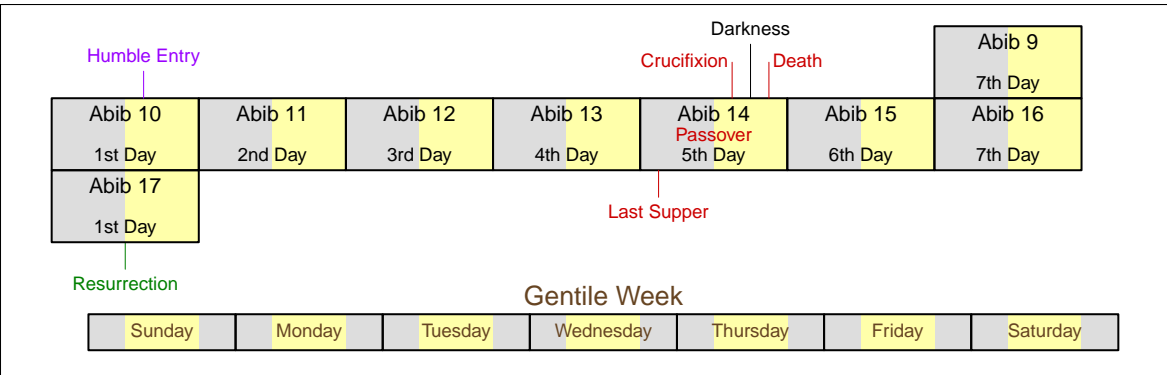 Darkness
Humble Entry
Crucifixion
Death
Abib 9
7th Day
Abib 10
1st Day
Abib 11
2nd Day
Abib 12
3rd Day
Abib 13
4th Day
Abib 14
Passover
5th Day
Abib 15
6th Day
Abib 16
7th Day
Abib 17
1st Day
Last Supper
Resurrection
Gentile Week
Sunday
Monday
Tuesday
Wednesday
Thursday
Friday
Saturday